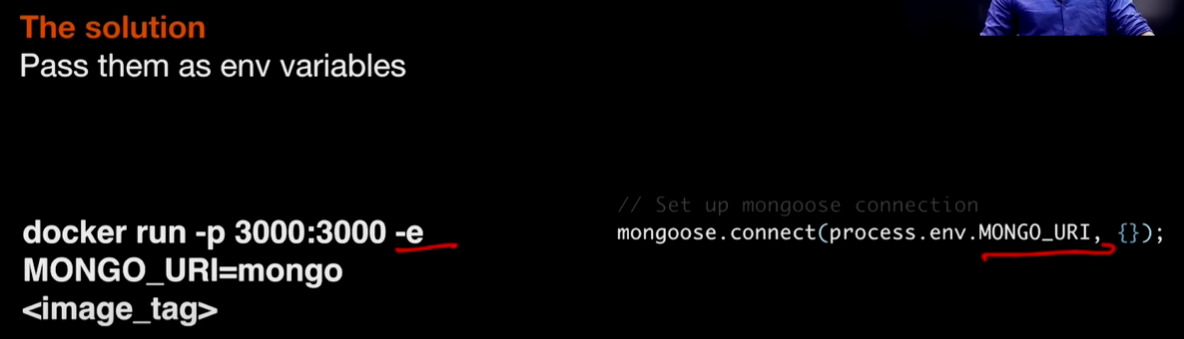 The solution
Pass them as env variables
docker run -p 3000:3000 -e
MONGO_URI=mongo
<image_tag>
// Set up mongoose connection
mongoose.connect(process.env.MONGO_URI, {});